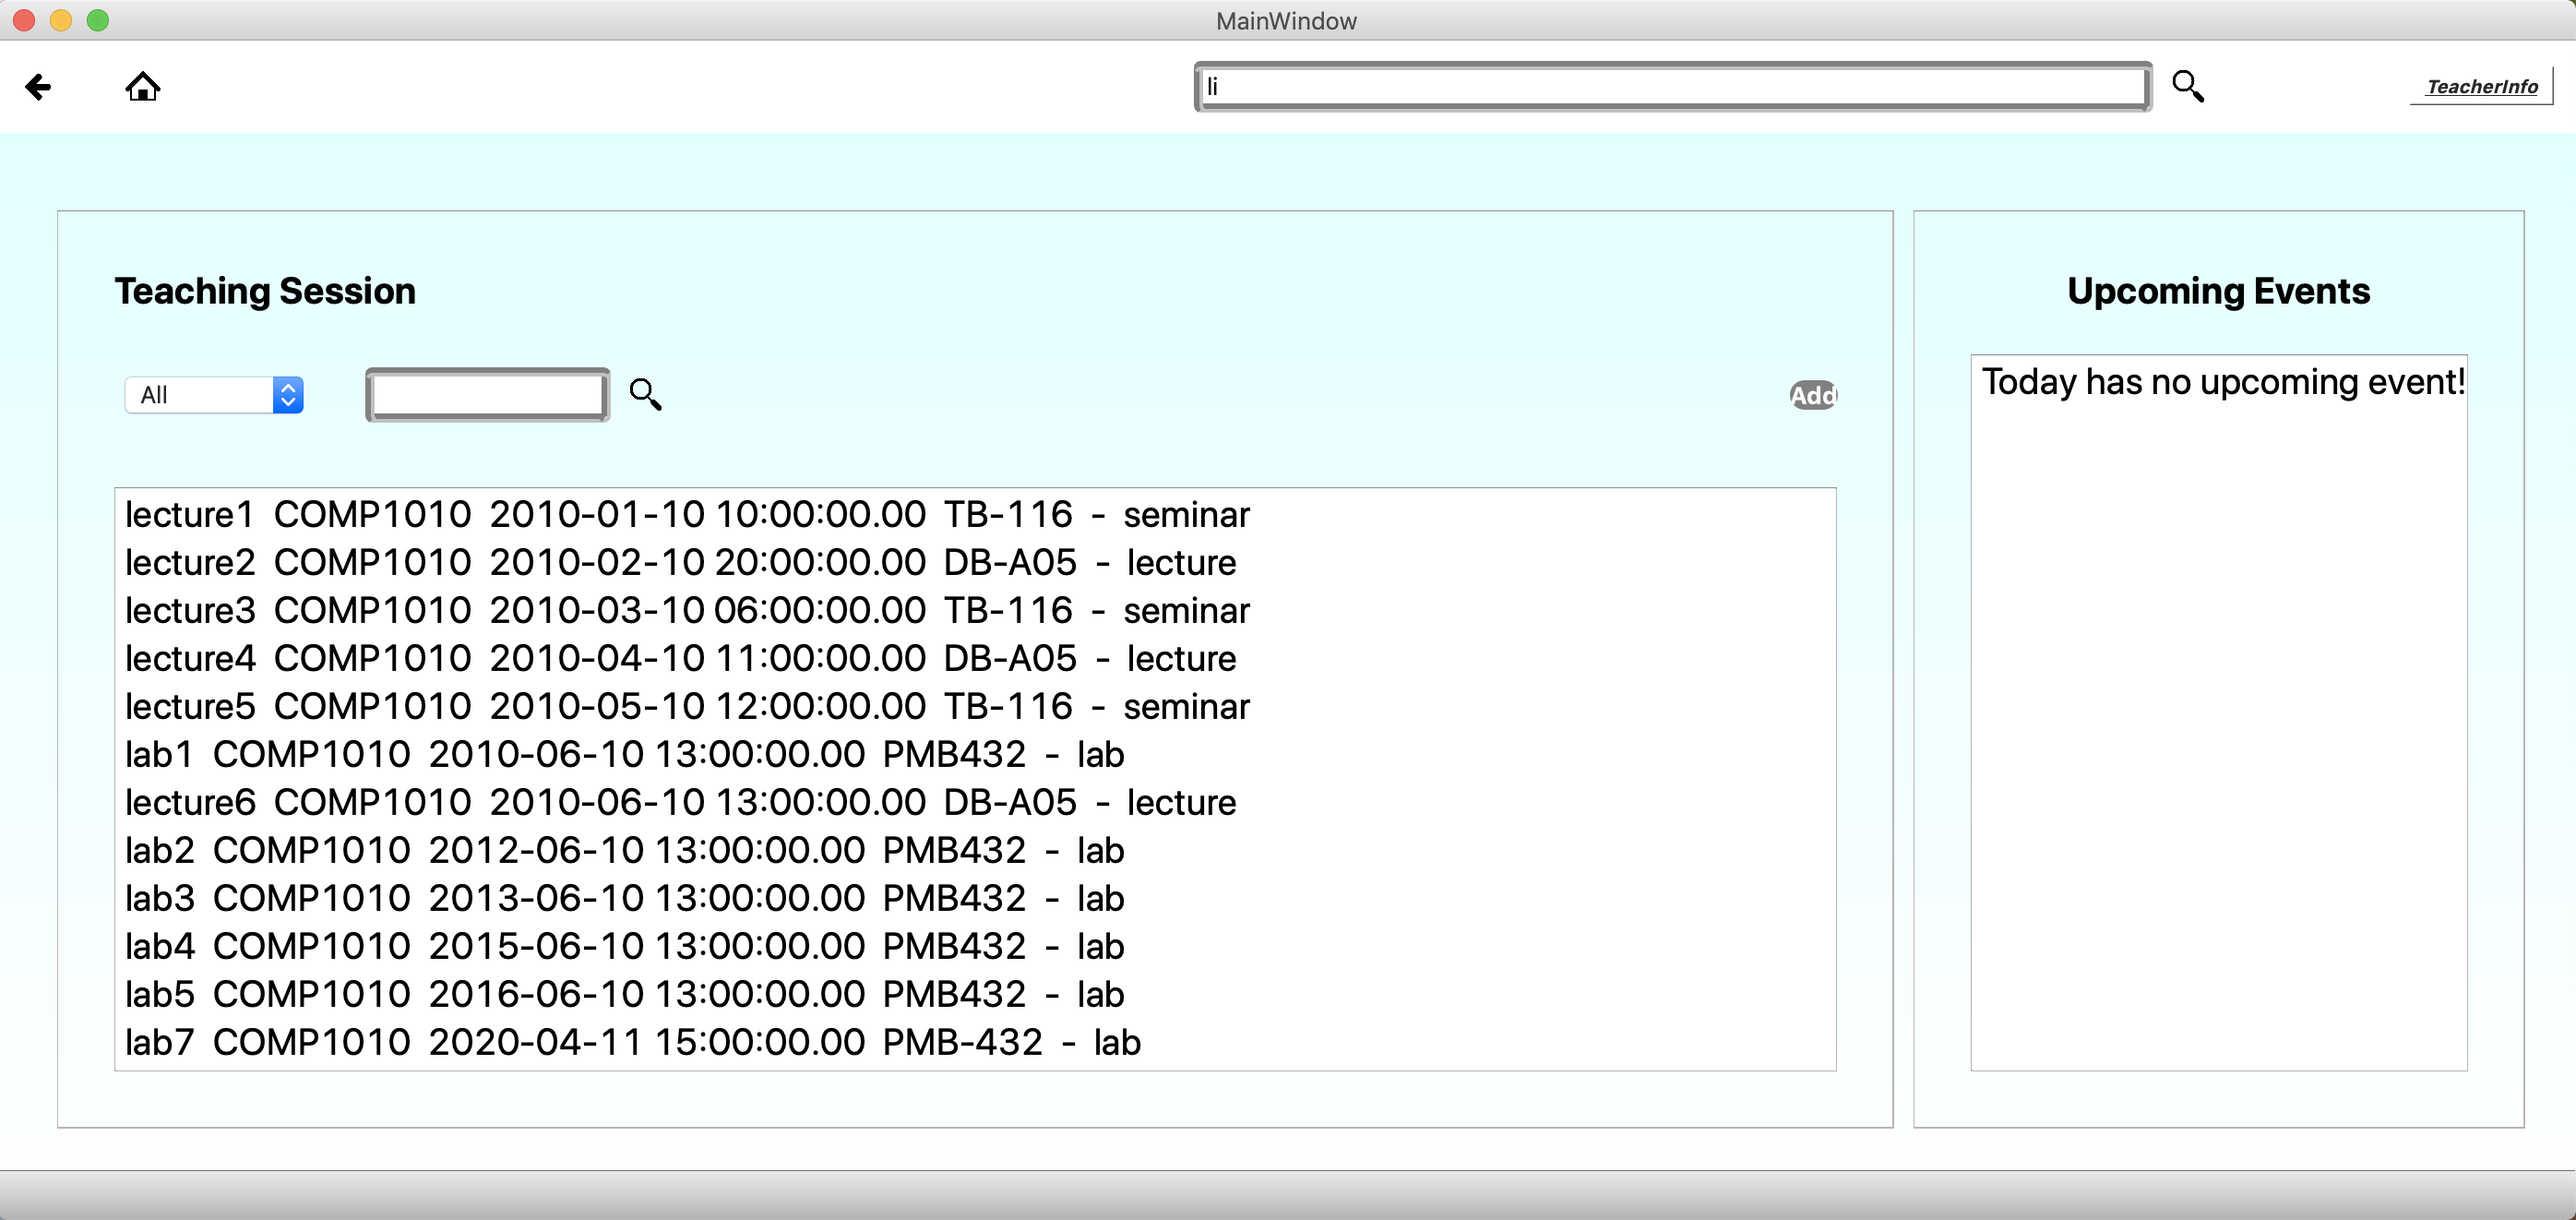 MainWindow
li
TeacherInfo
Teaching Session
All
Add
lecture1 COMP1010 2010-01-10 10:00:00.00 TB-116 - seminar
lecture2 COMP1010 2010-02-10 20:00:00.00 DB-A05 - lecture
lecture3 COMP1010 2010-03-10 06:00:00.00 TB-116 - seminar
lecture4 COMP1010 2010-04-10 11:00:00.00 DB-A05 - lecture
lecture5 COMP1010 2010-05-10 12:00:00.00 TB-116 - seminar
lab1 COMP1010 2010-06-10 13:00:00.00 PMB432 - lab
lecture6 COMP1010 2010-06-10 13:00:00.00 DB-A05 - lecture
lab2 COMP1010 2012-06-10 13:00:00.00 PMB432 - lab
lab3 COMP1010 2013-06-10 13:00:00.00 PMB432 - lab
lab4 COMP1010 2015-06-10 13:00:00.00 PMB432 - lab
lab5 COMP1010 2016-06-10 13:00:00.00 PMB432 - lab
lab7 COMP1010 2020-04-11 15:00:00.00 PMB-432 - lab
Upcoming Events
Today has no upcoming event!